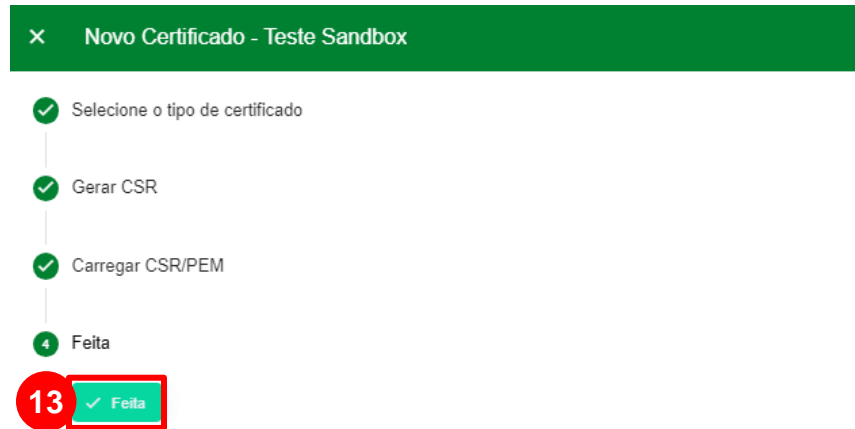 × Novo Certificado - Teste Sandbox
Selecione o tipo de certificado
Gerar CSR
Carregar CSR/PEM
4 Feita
13 ✓ Feita